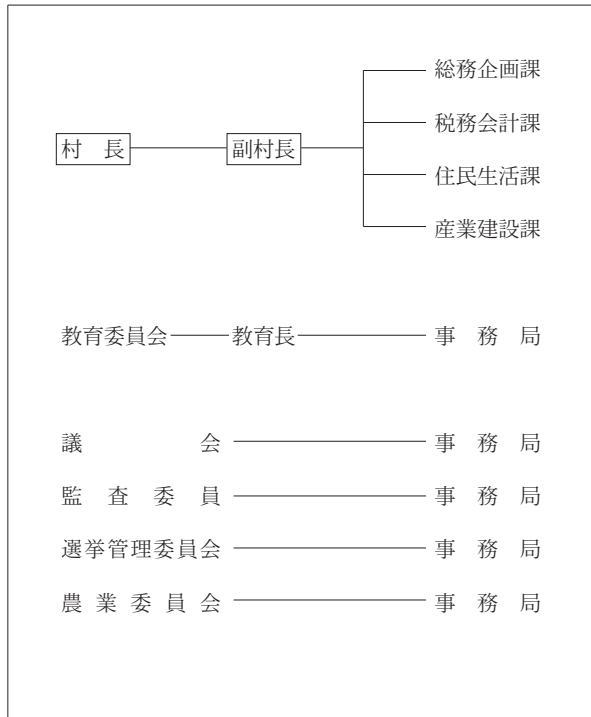 総務企画課
税務会計課
村長 副村長
住民生活課
産業建設課
教育委員会 教育長 事務局
議会 事務局
監査委員 事務局
選挙管理委員会 事務局
農業委員会 事務局